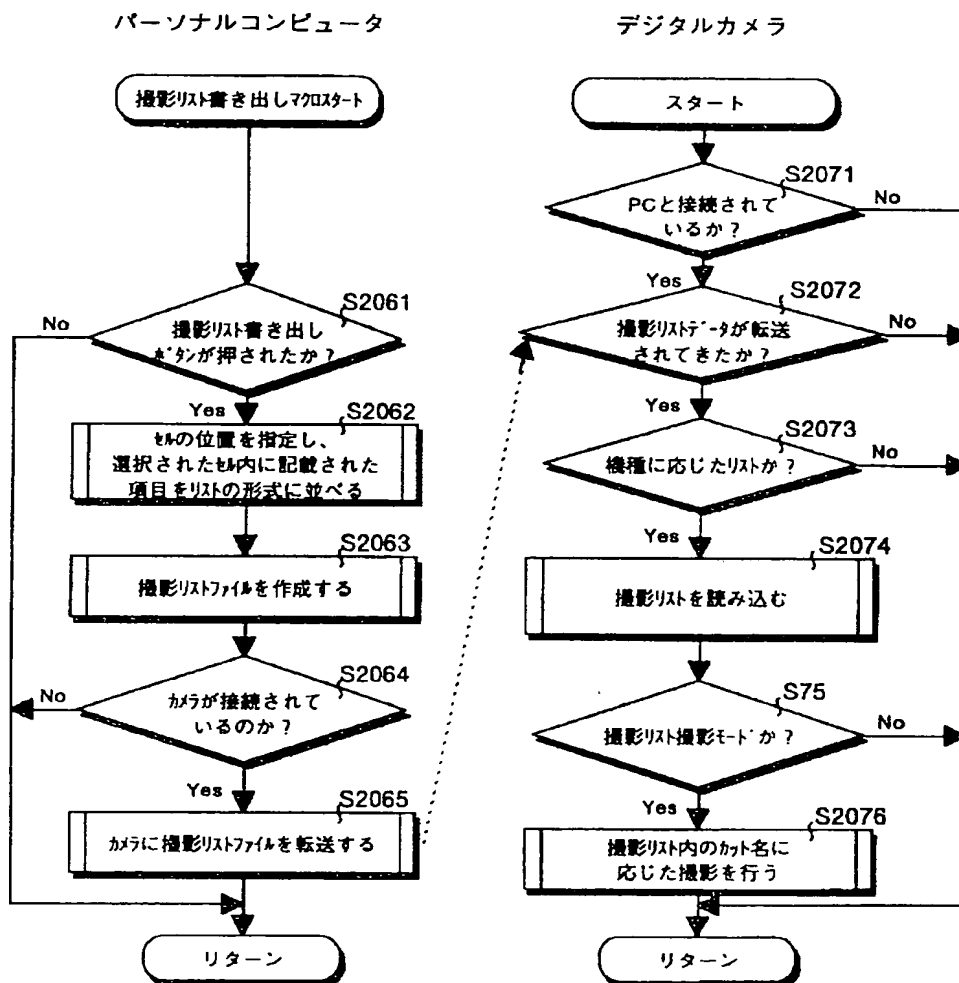 パーソナルコンピュータ
撮影リスト書き出しマクロスタート
S2061
No
撮影リスト書き出し
ボタンが押されたか？
Yes
S2062
セルの位置を指定し、
選択されたセル内に記載された
項目をリストの形式に並べる
S2063
撮影リストファイルを作成する
S2064
No
カメラが接続されて
いるのか？
Yes
S2065
カメラに撮影リストファイルを転送する
リターン
デジタルカメラ
スタート
S2071
PCと接続されて
いるか？
No
Yes
S2072
撮影リストデータが転送
されてきたか？
No
Yes
S2073
機種に応じたリストか？
No
Yes
S2074
撮影リストを読み込む
S75
撮影リスト撮影モードか？
No
Yes
S2076
撮影リスト内のカット名に
応じた撮影を行う
リターン